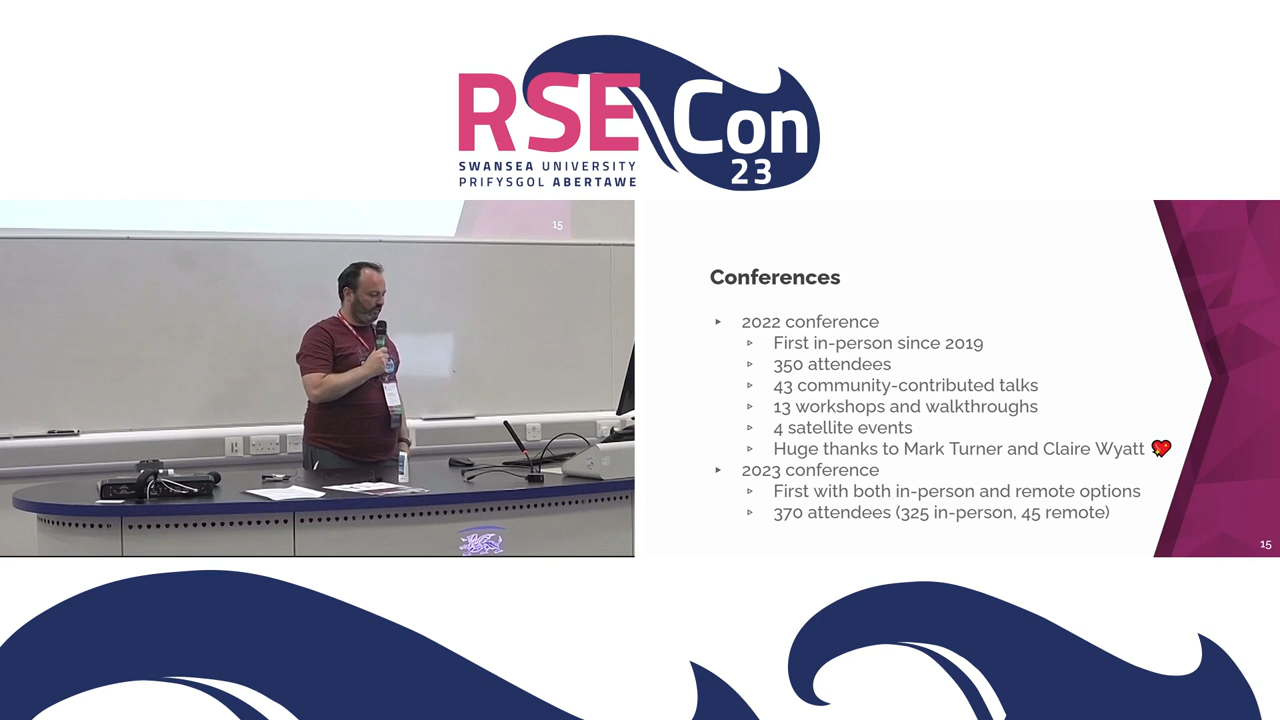 RSE Con
23
SWANSEA UNIVERSITY
PRIFYSGOL ABERTAWE
15
Conferences
‣ 2022 conference
▹ First in-person since 2019
▹ 350 attendees
▹ 43 community-contributed talks
▹ 13 workshops and walkthroughs
▹ 4 satellite events
▹ Huge thanks to Mark Turner and Claire Wyatt 💖
‣ 2023 conference
▹ First with both in-person and remote options
▹ 370 attendees (325 in-person, 45 remote)
15